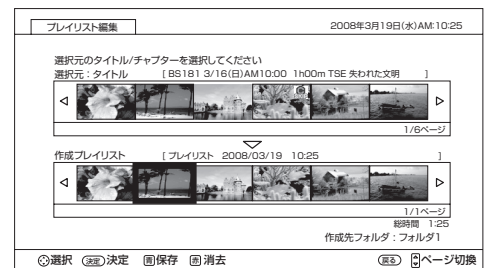 プレイリスト編集 2008年3月19日(水)AM:10:25
選択元のタイトル/チャプターを選択してください
選択元：タイトル [ BS181 3/16(日)AM10:00 1h00m TSE 失われた文明 ]
1/6ページ
作成プレイリスト [ プレイリスト 2008/03/19 10:25 ]
1/1ページ
総時間 1:25
作成先フォルダ：フォルダ1
選択 決定 決定 青 保存 赤 消去 戻る ページ切換